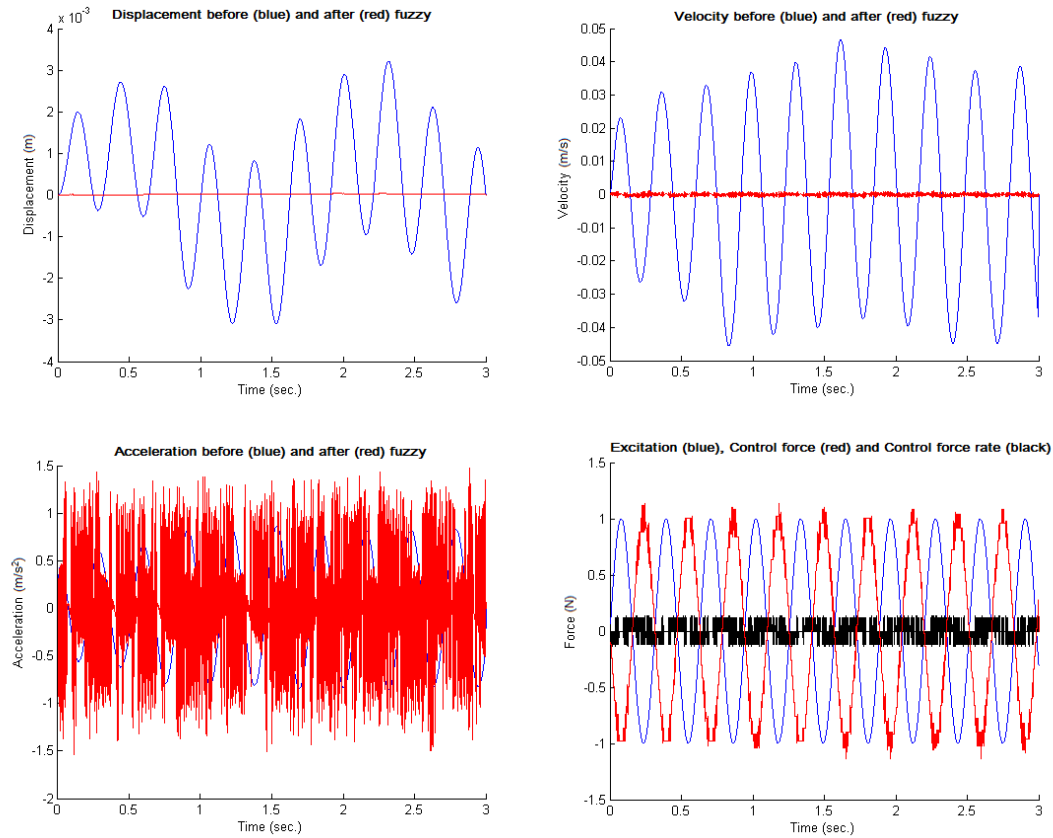 Displacement before (blue) and after (red) fuzzy
x 10⁻³
4
3
2
1
0
-1
-2
-3
-4
Displacement (m)
0 0.5 1 1.5 2 2.5 3
Time (sec.)
Velocity before (blue) and after (red) fuzzy
0.05
0.04
0.03
0.02
0.01
0
-0.01
-0.02
-0.03
-0.04
-0.05
Velocity (m/s)
0 0.5 1 1.5 2 2.5 3
Time (sec.)
Acceleration before (blue) and after (red) fuzzy
1.5
1
0.5
0
-0.5
-1
-1.5
-2
Acceleration (m/s²)
0 0.5 1 1.5 2 2.5 3
Time (sec.)
Excitation (blue), Control force (red) and Control force rate (black)
1.5
1
0.5
0
-0.5
-1
-1.5
Force (N)
0 0.5 1 1.5 2 2.5 3
Time (sec.)